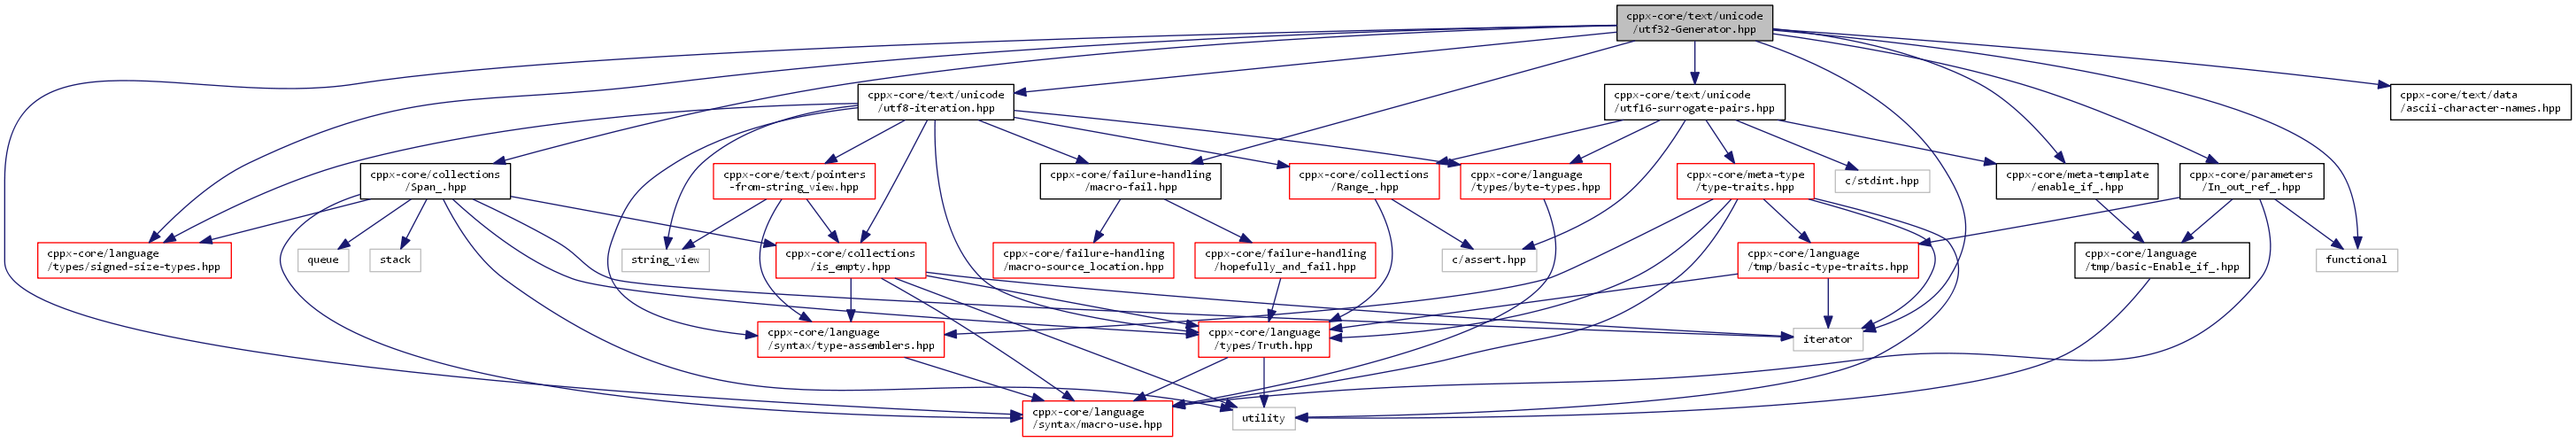 cppx-core/text/unicode
/utf32-Generator.hpp
cppx-core/text/unicode
/utf8-iteration.hpp
cppx-core/text/unicode
/utf16-surrogate-pairs.hpp
cppx-core/text/data
/ascii-character-names.hpp
cppx-core/collections
/Span_.hpp
cppx-core/text/pointers
-from-string_view.hpp
cppx-core/failure-handling
/macro-fail.hpp
cppx-core/collections
/Range_.hpp
cppx-core/language
/types/byte-types.hpp
cppx-core/meta-type
/type-traits.hpp
c/stdint.hpp
cppx-core/meta-template
/enable_if_.hpp
cppx-core/parameters
/In_out_ref_.hpp
cppx-core/language
/types/signed-size-types.hpp
queue
stack
string_view
cppx-core/collections
/is_empty.hpp
cppx-core/failure-handling
/macro-source_location.hpp
cppx-core/failure-handling
/hopefully_and_fail.hpp
c/assert.hpp
cppx-core/language
/tmp/basic-type-traits.hpp
cppx-core/language
/tmp/basic-Enable_if_.hpp
functional
cppx-core/language
/syntax/type-assemblers.hpp
cppx-core/language
/types/Truth.hpp
iterator
cppx-core/language
/syntax/macro-use.hpp
utility